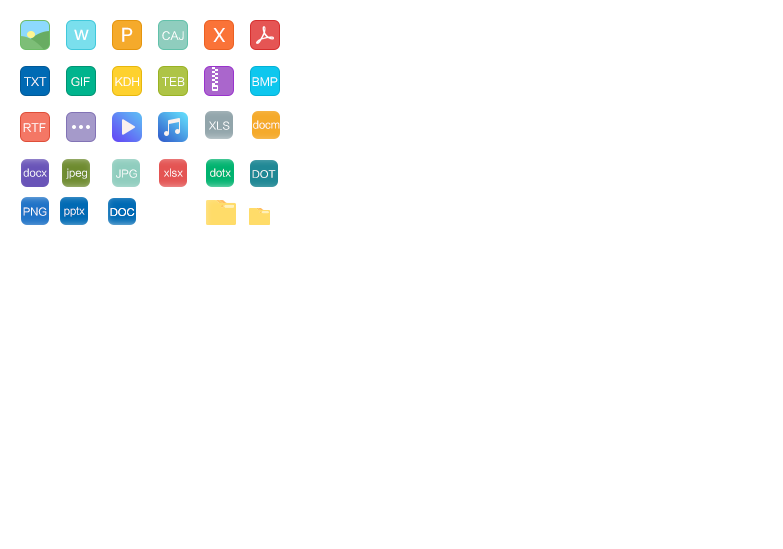 W P CAJ X
TXT GIF KDH TEB BMP
RTF XLS docm
docx jpeg JPG xlsx dotx DOT
PNG pptx DOC